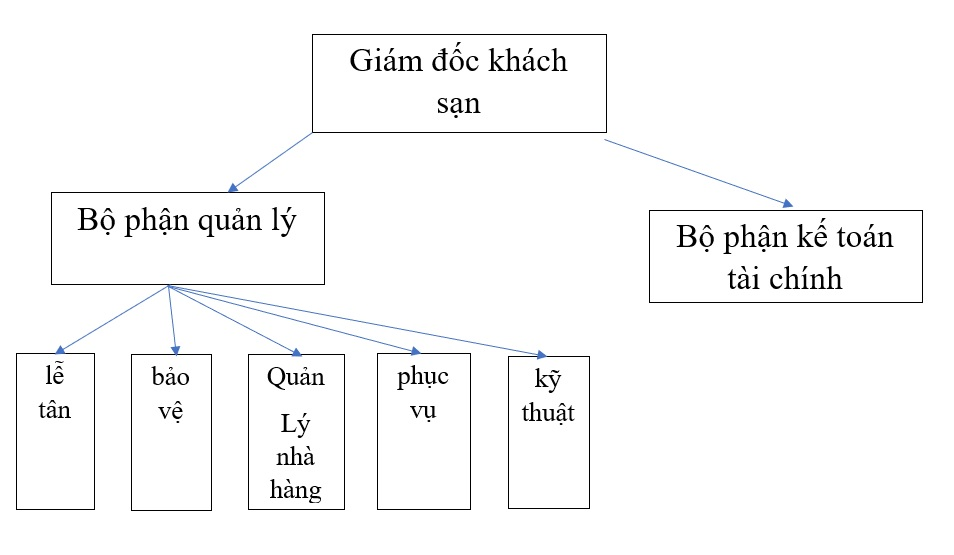 Giám đốc khách
sạn
Bộ phận quản lý
Bộ phận kế toán
tài chính
lễ
tân
bảo
vệ
Quản
Lý
nhà
hàng
phục
vụ
kỹ
thuật